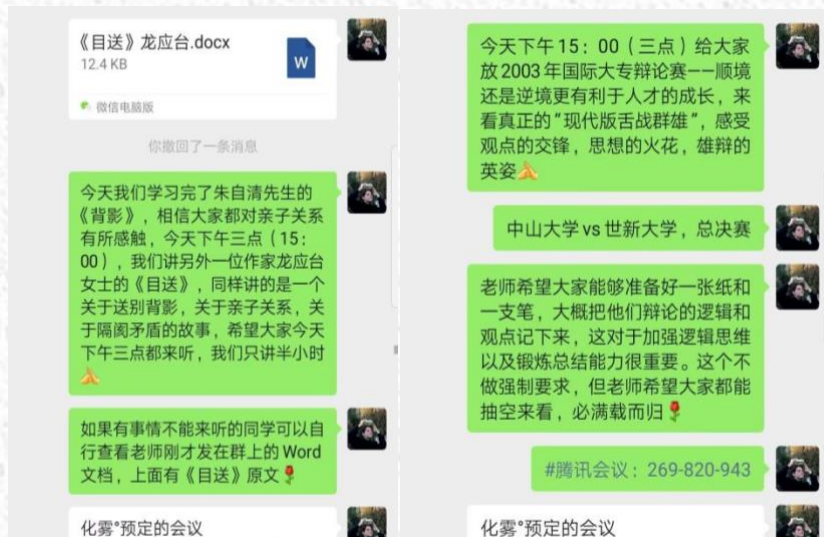 《目送》龙应台.docx
12.4 KB
W
微信电脑版
你撤回了一条消息
今天我们学习完了朱自清先生的
《背影》，相信大家都对亲子关系
有所感触，今天下午三点（15：
00），我们讲另外一位作家龙应台
女士的《目送》，同样讲的是一个
关于送别背影，关于亲子关系，关
于隔阂矛盾的故事，希望大家今天
下午三点都来听，我们只讲半小时
如果有事情不能来听的同学可以自
行查看老师刚才发在群上的 Word
文档，上面有《目送》原文
化雾°预定的会议
今天下午 15：00（三点）给大家
放 2003 年国际大专辩论赛——顺境
还是逆境更有利于人才的成长，来
看真正的“现代版舌战群雄”，感受
观点的交锋，思想的火花，雄辩的
英姿
中山大学 vs 世新大学，总决赛
老师希望大家能够准备好一张纸和
一支笔，大概把他们辩论的逻辑和
观点记下来，这对于加强逻辑思维
以及锻炼总结能力很重要。这个不
做强制要求，但老师希望大家都能
抽空来看，必满载而归
#腾讯会议：269-820-943
化雾°预定的会议